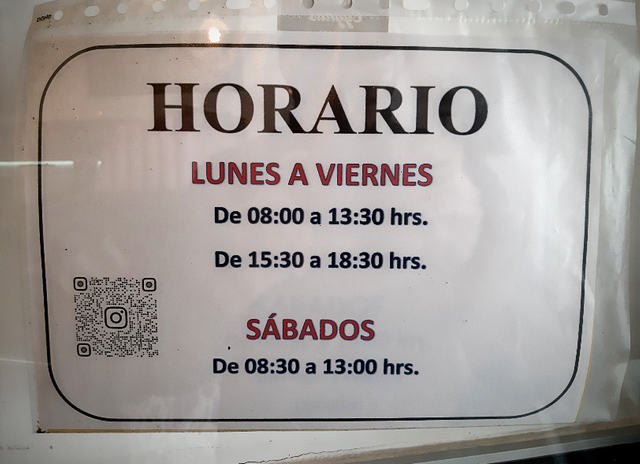 HORARIO
LUNES A VIERNES
De 08:00 a 13:30 hrs.
De 15:30 a 18:30 hrs.
SÁBADOS
De 08:30 a 13:00 hrs.